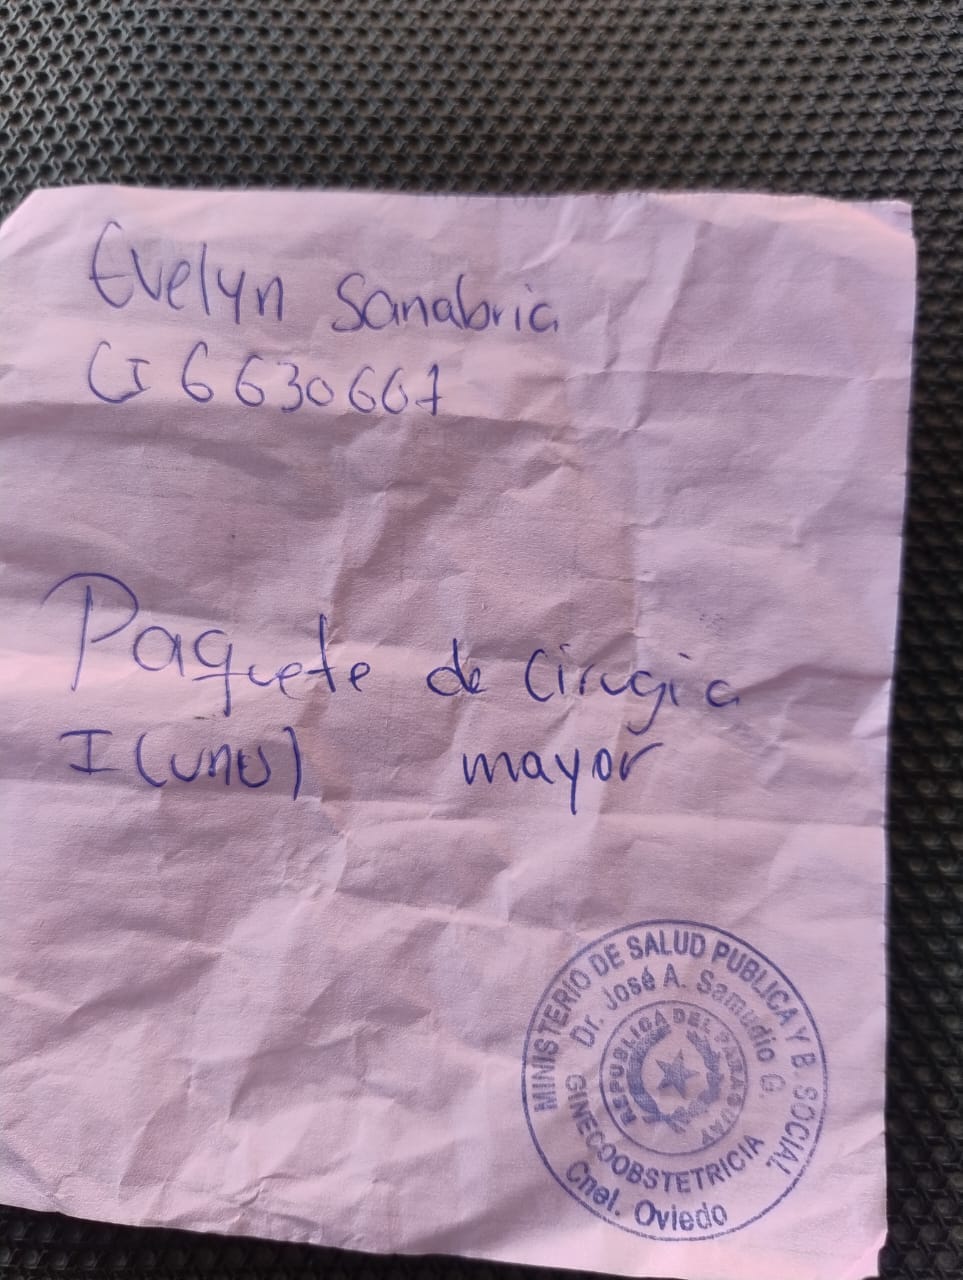 Evelyn Sanabria
CI 6630667
Paquete de Cirugia
I (uno) mayor
MINISTERIO DE SALUD PUBLICA Y B SOCIAL
Dr. José A. Samudio G.
REPUBLICA DEL PARAGUAY
GINECOOBSTETRICIA
Cnel. Oviedo